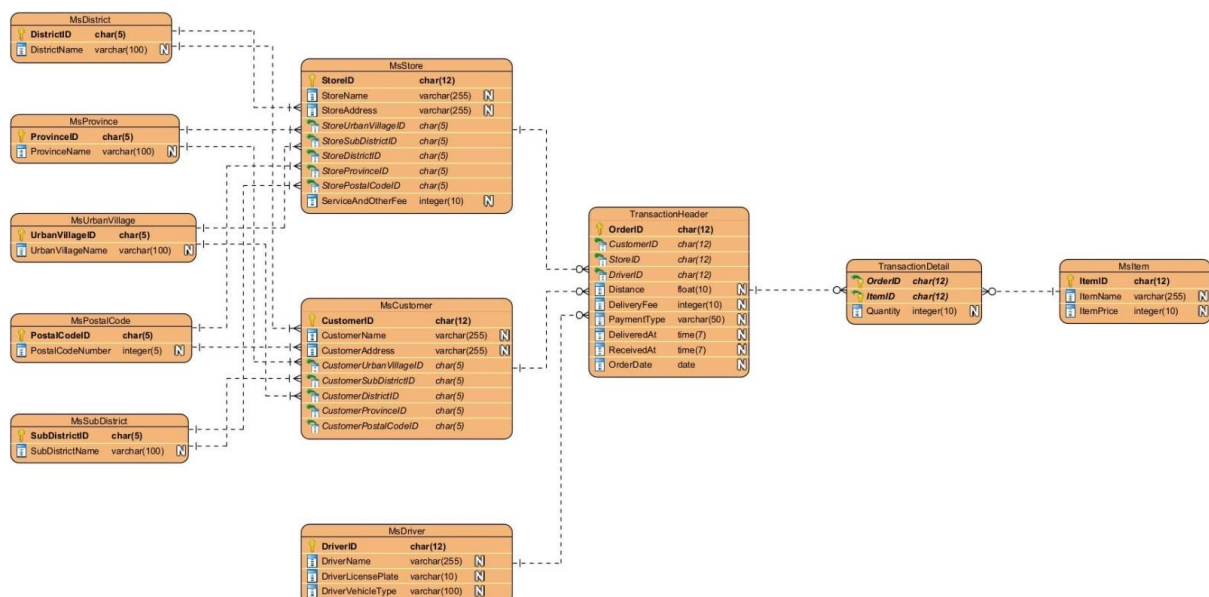 MsDistrict
DistrictID char(5)
DistrictName varchar(100) N
MsProvince
ProvinceID char(5)
ProvinceName varchar(100) N
MsUrbanVillage
UrbanVillageID char(5)
UrbanVillageName varchar(100) N
MsPostalCode
PostalCodeID char(5)
PostalCodeNumber integer(5) N
MsSubDistrict
SubDistrictID char(5)
SubDistrictName varchar(100) N
MsStore
StoreID char(12)
StoreName varchar(255) N
StoreAddress varchar(255) N
StoreUrbanVillageID char(5)
StoreSubDistrictID char(5)
StoreDistrictID char(5)
StoreProvinceID char(5)
StorePostalCodeID char(5)
ServiceAndOtherFee integer(10) N
MsCustomer
CustomerID char(12)
CustomerName varchar(255) N
CustomerAddress varchar(255) N
CustomerUrbanVillageID char(5)
CustomerSubDistrictID char(5)
CustomerDistrictID char(5)
CustomerProvinceID char(5)
CustomerPostalCodeID char(5)
MsDriver
DriverID char(12)
DriverName varchar(255) N
DriverLicensePlate varchar(10) N
DriverVehicleType varchar(100) N
TransactionHeader
OrderID char(12)
CustomerID char(12)
StoreID char(12)
DriverID char(12)
Distance float(10) N
DeliveryFee integer(10) N
PaymentType varchar(50) N
DeliveredAt time(7) N
ReceivedAt time(7) N
OrderDate date N
TransactionDetail
OrderID char(12)
ItemID char(12)
Quantity integer(10) N
MsItem
ItemID char(12)
ItemName varchar(255) N
ItemPrice integer(10) N